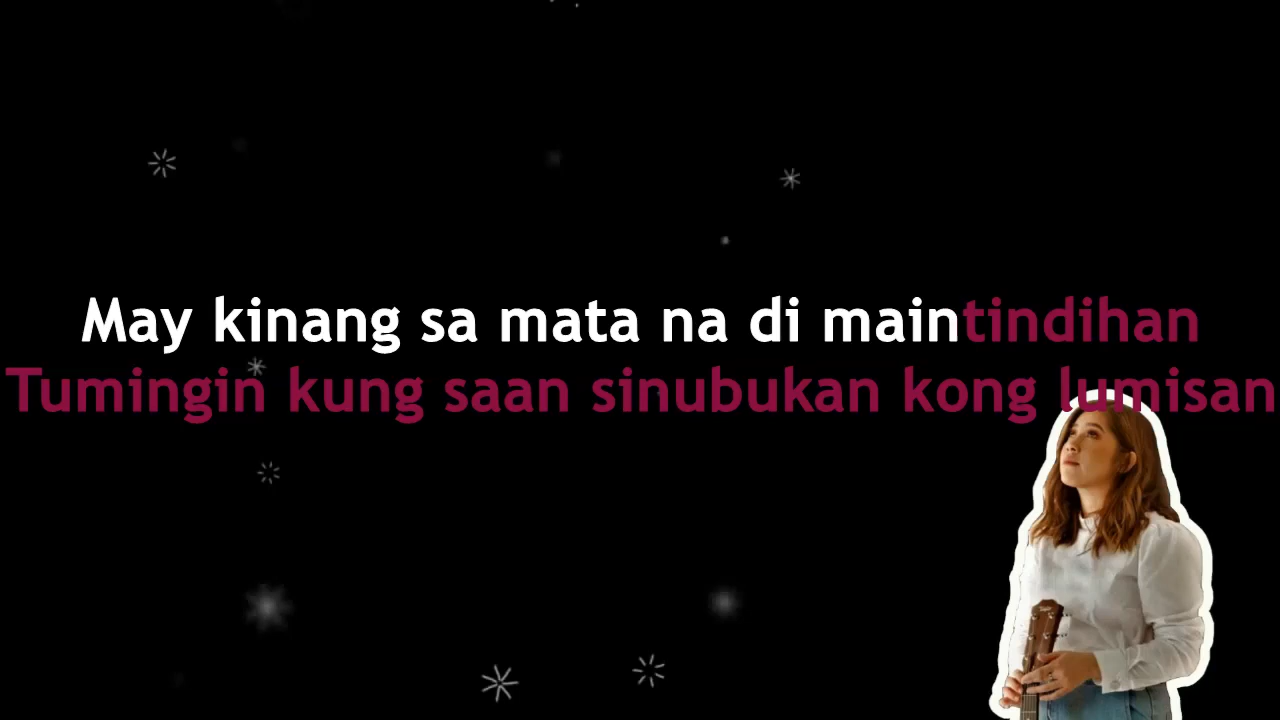 May kinang sa mata na di maintindihan
Tumingin kung saan sinubukan kong lumisan